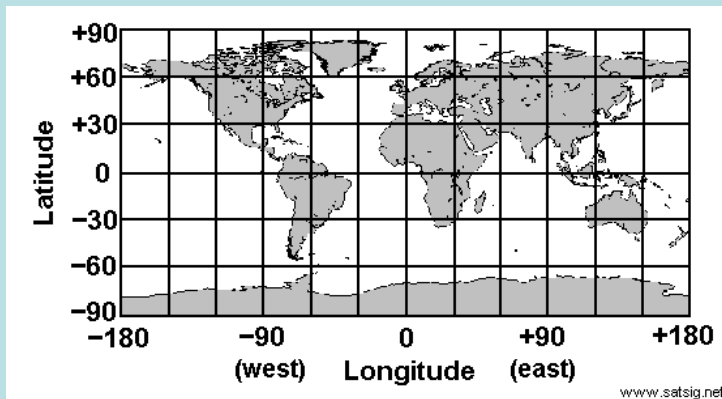 +90
+60
+30
0
−30
−60
−90
Latitude
−180
−90
0
+90
+180
(west)
Longitude
(east)
www.satsig.net